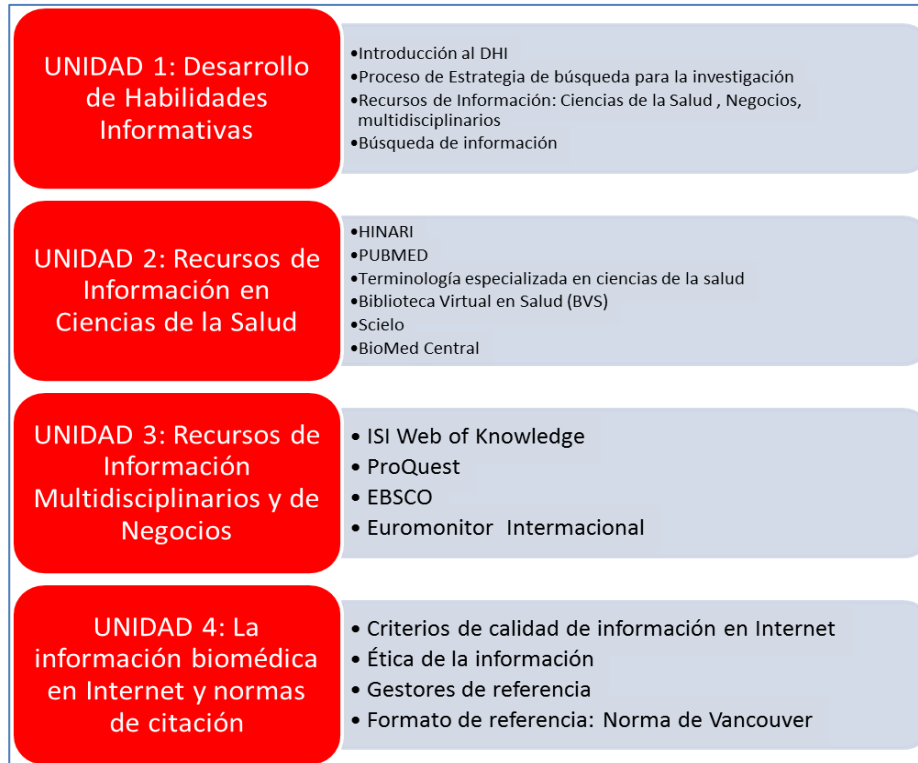 UNIDAD 1: Desarrollo
de Habilidades
Informativas
•Introducción al DHI
•Proceso de Estrategia de búsqueda para la investigación
•Recursos de Información: Ciencias de la Salud , Negocios,
multidisciplinarios
•Búsqueda de información
UNIDAD 2: Recursos de
Información en
Ciencias de la Salud
•HINARI
•PUBMED
•Terminología especializada en ciencias de la salud
•Biblioteca Virtual en Salud (BVS)
•Scielo
•BioMed Central
UNIDAD 3: Recursos de
Información
Multidisciplinarios y de
Negocios
• ISI Web of Knowledge
• ProQuest
• EBSCO
• Euromonitor Intermacional
UNIDAD 4: La
información biomédica
en Internet y normas
de citación
• Criterios de calidad de información en Internet
• Ética de la información
• Gestores de referencia
• Formato de referencia: Norma de Vancouver